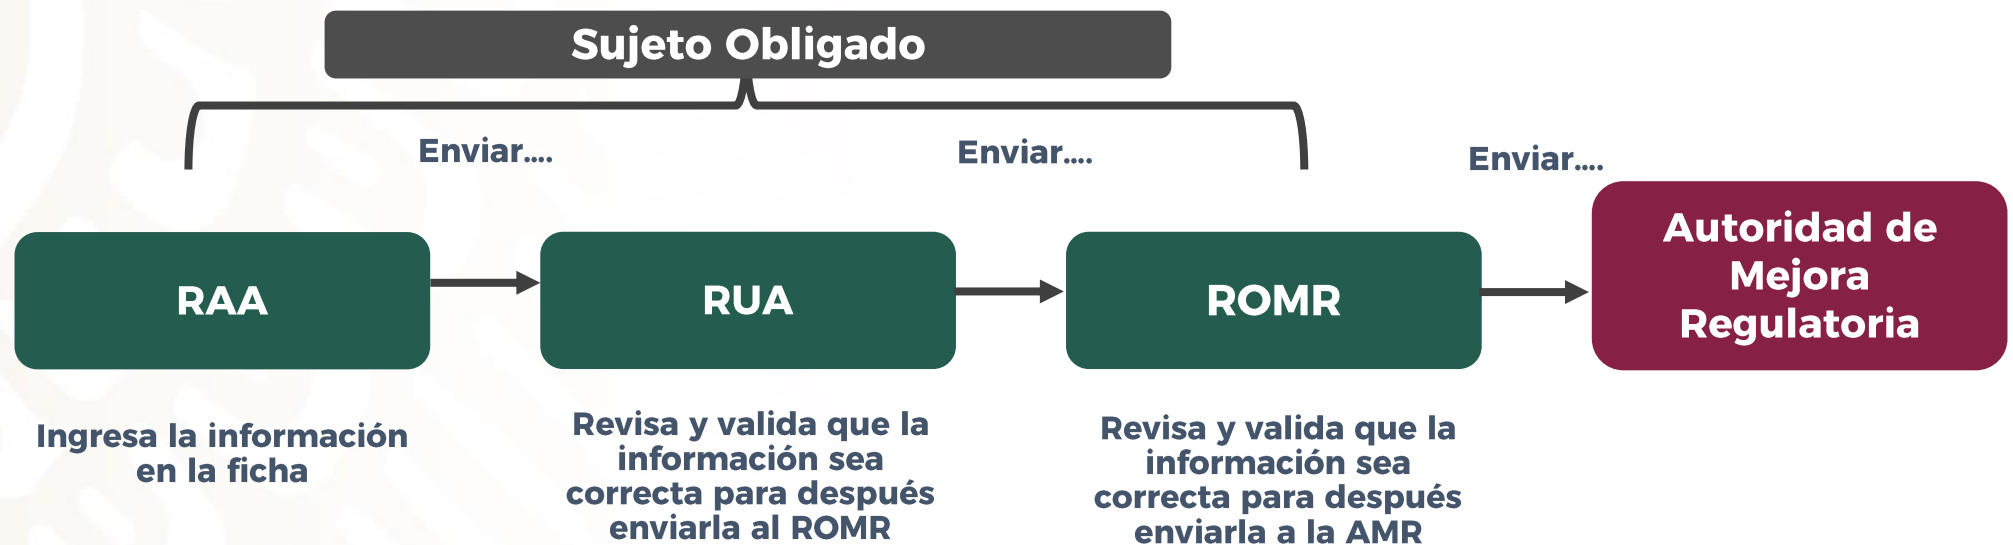 Sujeto Obligado
Enviar....
Enviar....
Enviar....
RAA
RUA
ROMR
Autoridad de
Mejora
Regulatoria
Ingresa la información
en la ficha
Revisa y valida que la
información sea
correcta para después
enviarla al ROMR
Revisa y valida que la
información sea
correcta para después
enviarla a la AMR